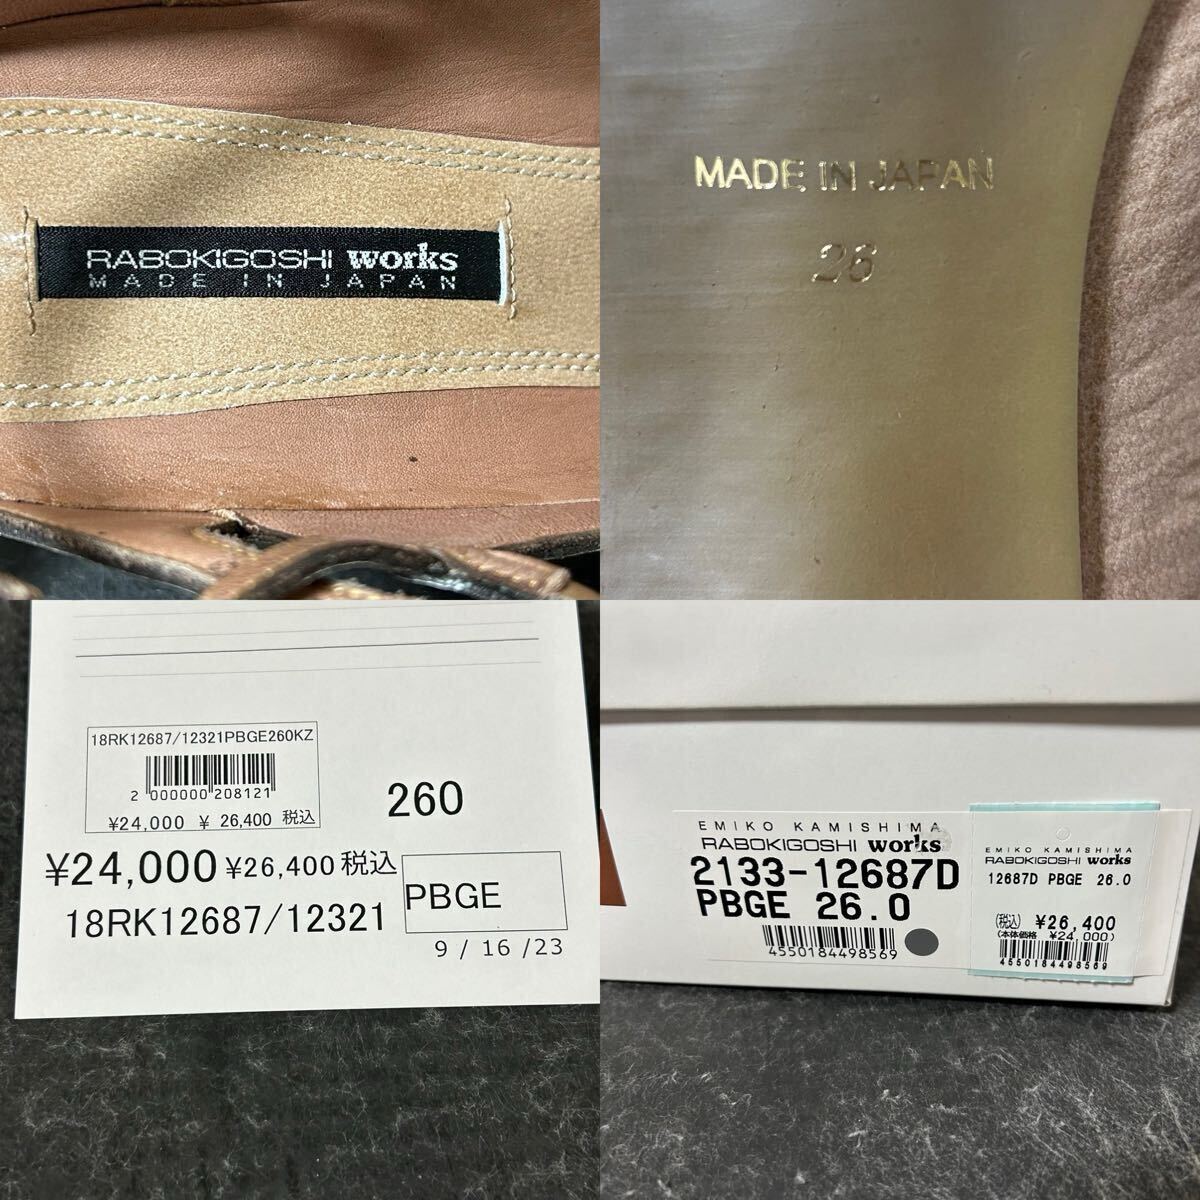 RABOKIGOSHI works
MADE IN JAPAN
MADE IN JAPAN
26
18RK12687/12321PBGE260KZ
2 000000 208121
¥24,000 ¥ 26,400 税込
260
¥24,000 ¥26,400 税込
18RK12687/12321
PBGE
9 / 16 /23
EMIKO KAMISHIMA
RABOKIGOSHI works
2133-12687D
PBGE 26.0
4550184498569
EMIKO KAMISHIMA
RABOKIGOSHI works
12687D PBGE 26.0
(税込) ¥26,400
(本体価格 ¥24,000)
4550184498569